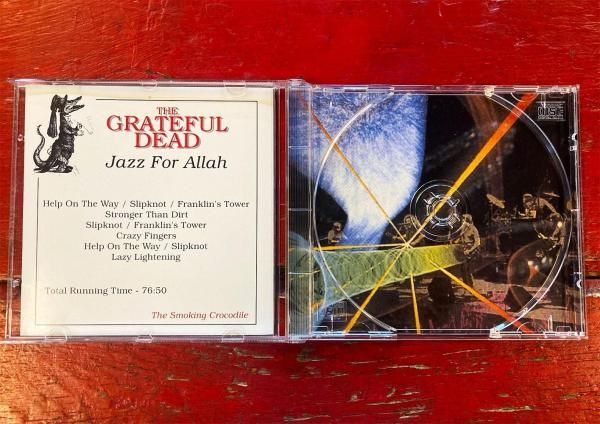 THE
GRATEFUL
DEAD
Jazz For Allah
Help On The Way / Slipknot / Franklin's Tower
Stronger Than Dirt
Slipknot / Franklin's Tower
Crazy Fingers
Help On The Way / Slipknot
Lazy Lightening
Total Running Time - 76:50
The Smoking Crocodile